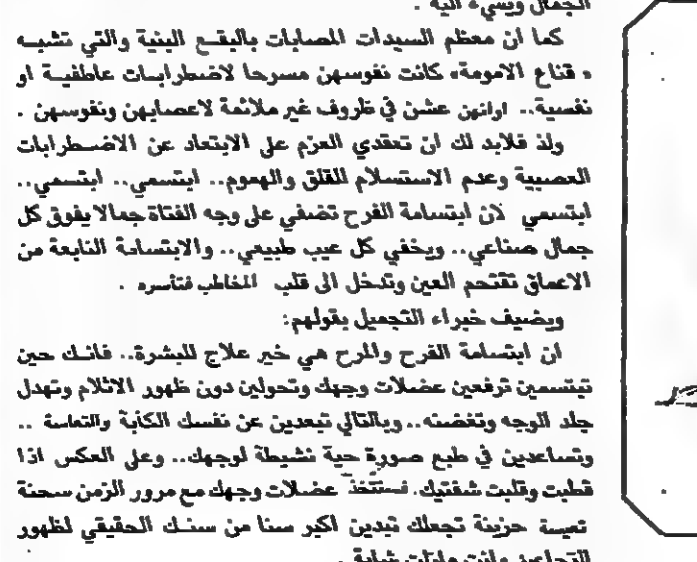 الجمال ويسيء اليه .
كما ان معظم السيدات المصابات بالبقع البنية والتي تشبه
« قناع الامومة» كانت نفوسهن مسرحا لاضطرابات عاطفية او
نفسية.. اوانهن عشن في ظروف غير ملائمة لاعصابهن ونفوسهن .
ولذ فلابد لك ان تعقدي العزم على الابتعاد عن الاضطرابات
العصبية وعدم الاستسلام للقلق والهموم.. ابتسمي.. ابتسمي..
ابتسمي لان ابتسامة الفرح تضفي على وجه الفتاة جمالا يفوق كل
جمال صناعي.. ويخفي كل عيب طبيعي.. والابتسامة النابعة من
الاعماق تقتحم العين وتدخل الى قلب المخاطب فتأسره .
ويضيف خبراء التجميل بقولهم:
ان ابتسامة الفرح والمرح هي خير علاج للبشرة.. فانك حين
تبتسمين ترفعين عضلات وجهك وتحولين دون ظهور الاثلام وتهدل
جلد الوجه وتغضنه.. وبالتالي تبعدين عن نفسك الكآبة والتعاسة ..
وتساعدين في طبع صورة حية نشيطة لوجهك.. وعلى العكس اذا
قطبت وقلبت شفتيك. فستتخذ عضلات وجهك مع مرور الزمن سحنة
تعيسة حزينة تجعلك تبدين اكبر سنا من سنك الحقيقي لظهور
التجاعيد وانت مازلت شابة .